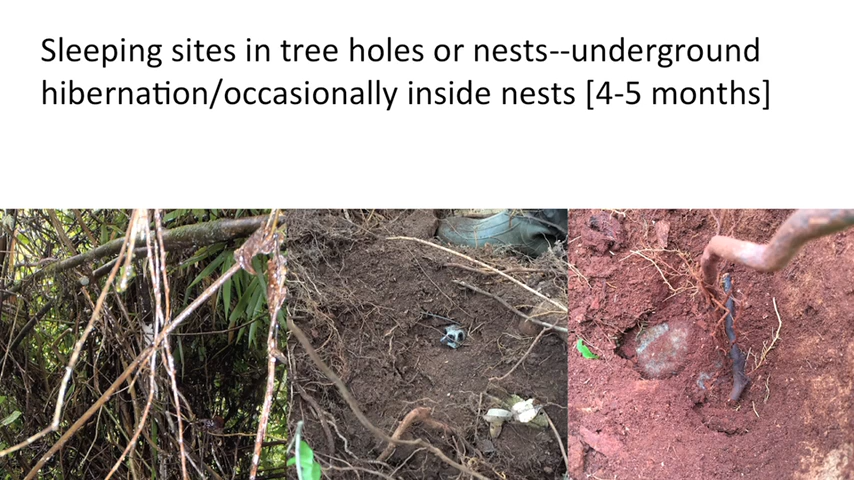 Sleeping sites in tree holes or nests--underground
hibernation/occasionally inside nests [4-5 months]